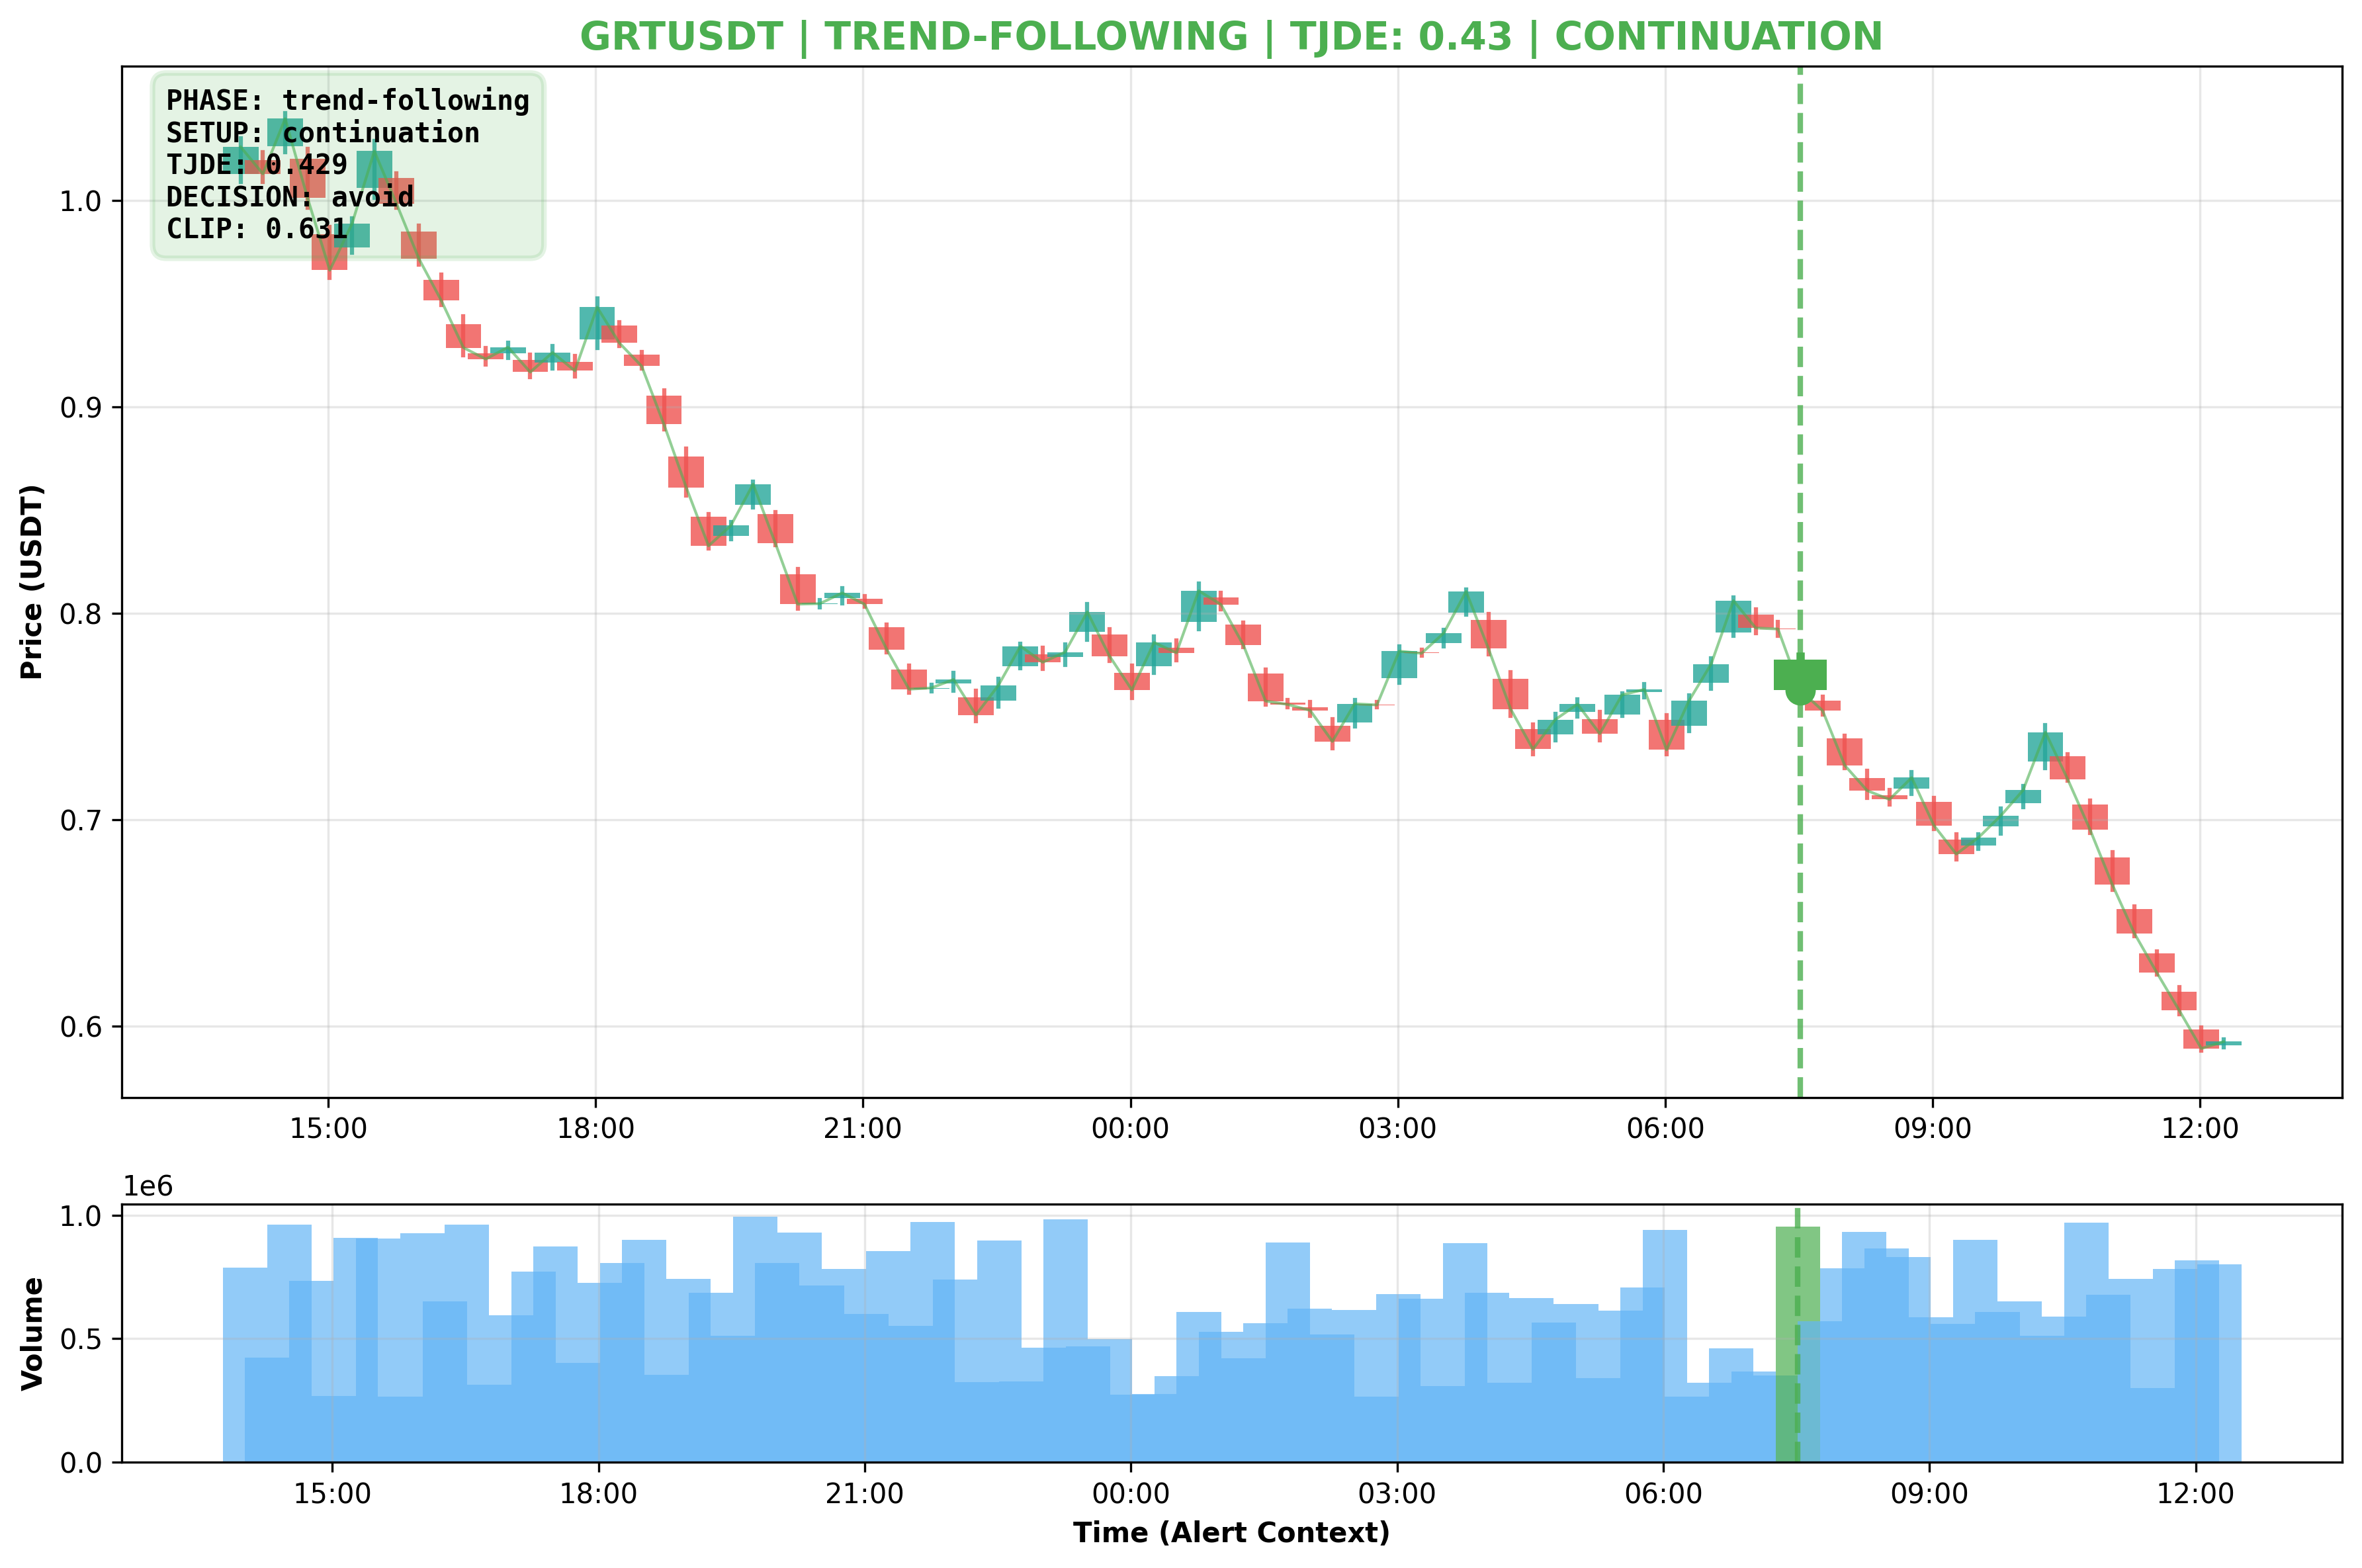 GRTUSDT | TREND-FOLLOWING | TJDE: 0.43 | CONTINUATION
PHASE: trend-following
SETUP: continuation
TJDE: 0.429
DECISION: avoid
CLIP: 0.631
Price (USDT)
1.0
0.9
0.8
0.7
0.6
15:00 18:00 21:00 00:00 03:00 06:00 09:00 12:00
1e6
Volume
1.0
0.5
0.0
15:00 18:00 21:00 00:00 03:00 06:00 09:00 12:00
Time (Alert Context)